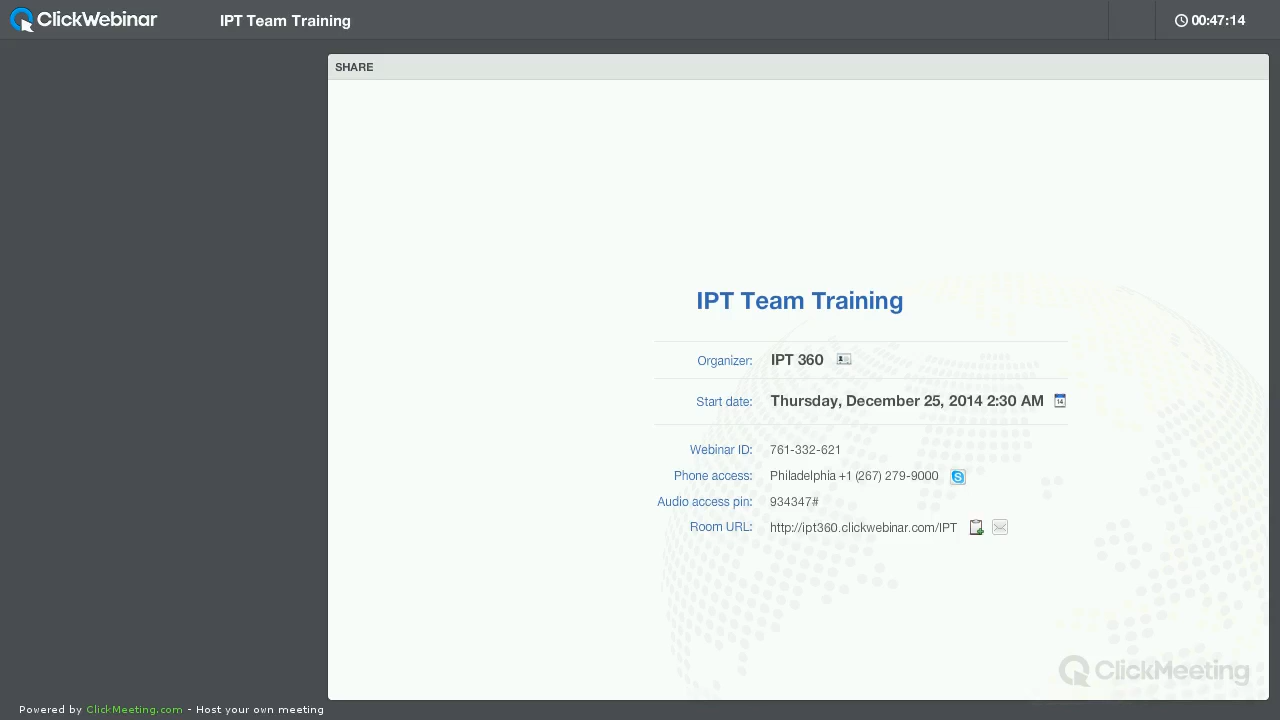 ClickWebinar
IPT Team Training
00:47:14
SHARE
IPT Team Training
Organizer: IPT 360
Start date: Thursday, December 25, 2014 2:30 AM
14
Webinar ID: 761-332-621
Phone access: Philadelphia +1 (267) 279-9000
Audio access pin: 934347#
Room URL: http://ipt360.clickwebinar.com/IPT
ClickMeeting
Powered by ClickMeeting.com - Host your own meeting